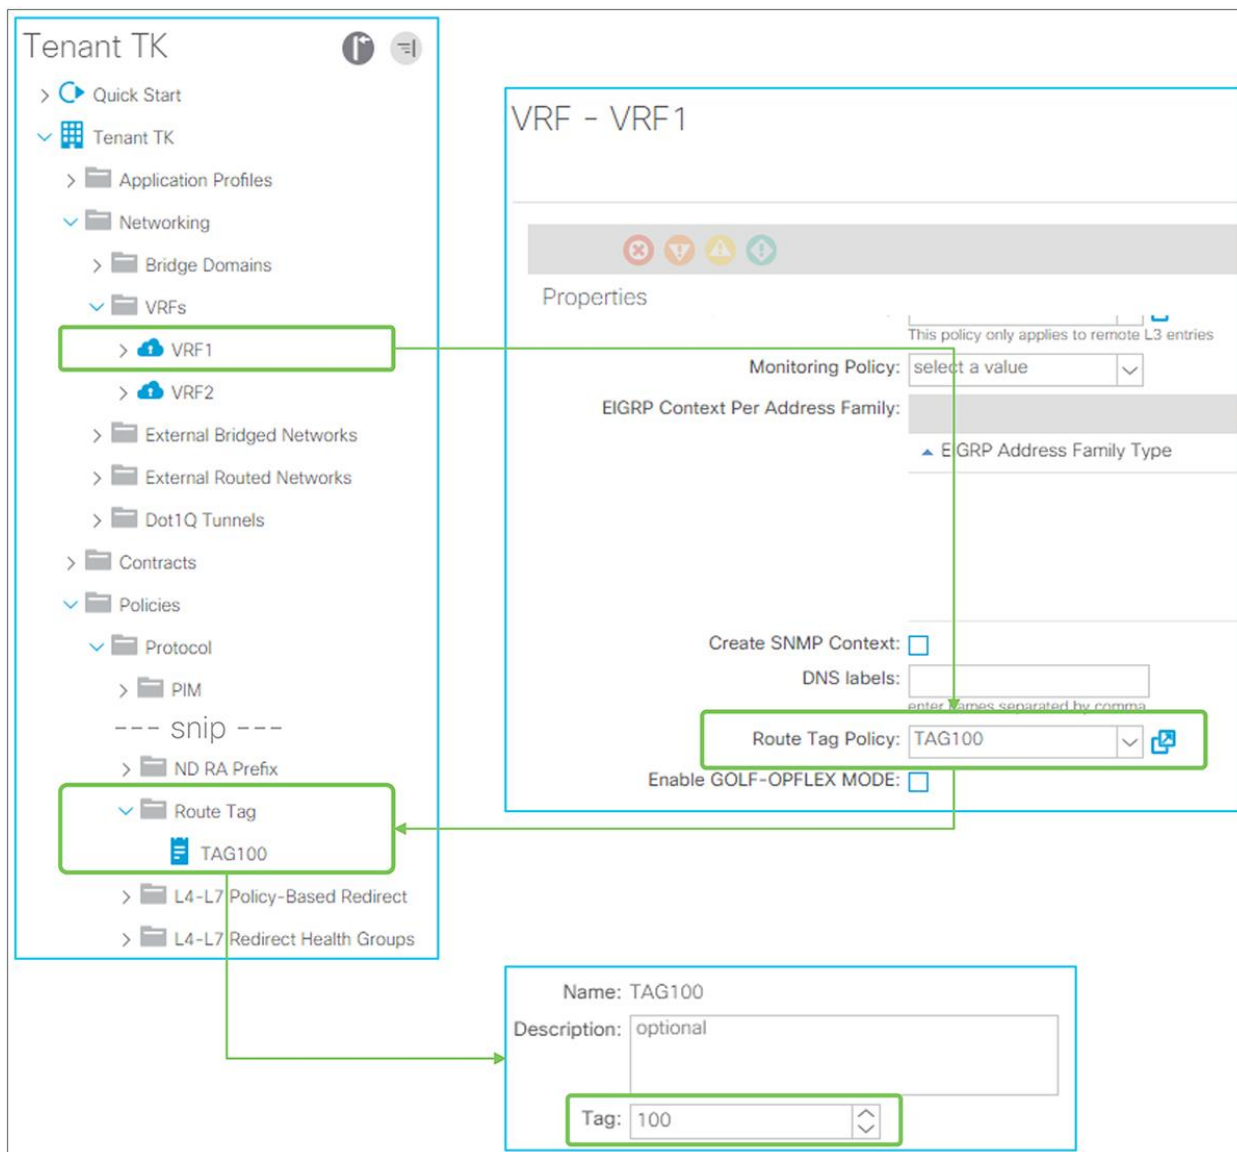 Tenant TK
Quick Start
Tenant TK
Application Profiles
Networking
Bridge Domains
VRFs
VRF1
VRF2
External Bridged Networks
External Routed Networks
Dot1Q Tunnels
Contracts
Policies
Protocol
PIM
--- snip ---
ND RA Prefix
Route Tag
TAG100
L4-L7 Policy-Based Redirect
L4-L7 Redirect Health Groups
VRF - VRF1
Properties
This policy only applies to remote L3 entries
Monitoring Policy: select a value
EIGRP Context Per Address Family:
EIGRP Address Family Type
Create SNMP Context:
DNS labels:
enter names separated by comma
Route Tag Policy: TAG100
Enable GOLF-OPFLEX MODE:
Name: TAG100
Description: optional
Tag: 100